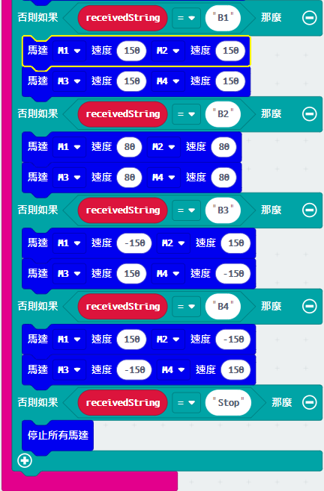 否則如果 receivedString = "B1" 那麼
馬達 M1 速度 150 M2 速度 150
馬達 M3 速度 150 M4 速度 150
否則如果 receivedString = "B2" 那麼
馬達 M1 速度 80 M2 速度 80
馬達 M3 速度 80 M4 速度 80
否則如果 receivedString = "B3" 那麼
馬達 M1 速度 -150 M2 速度 150
馬達 M3 速度 150 M4 速度 -150
否則如果 receivedString = "B4" 那麼
馬達 M1 速度 150 M2 速度 -150
馬達 M3 速度 -150 M4 速度 150
否則如果 receivedString = "Stop" 那麼
停止所有馬達